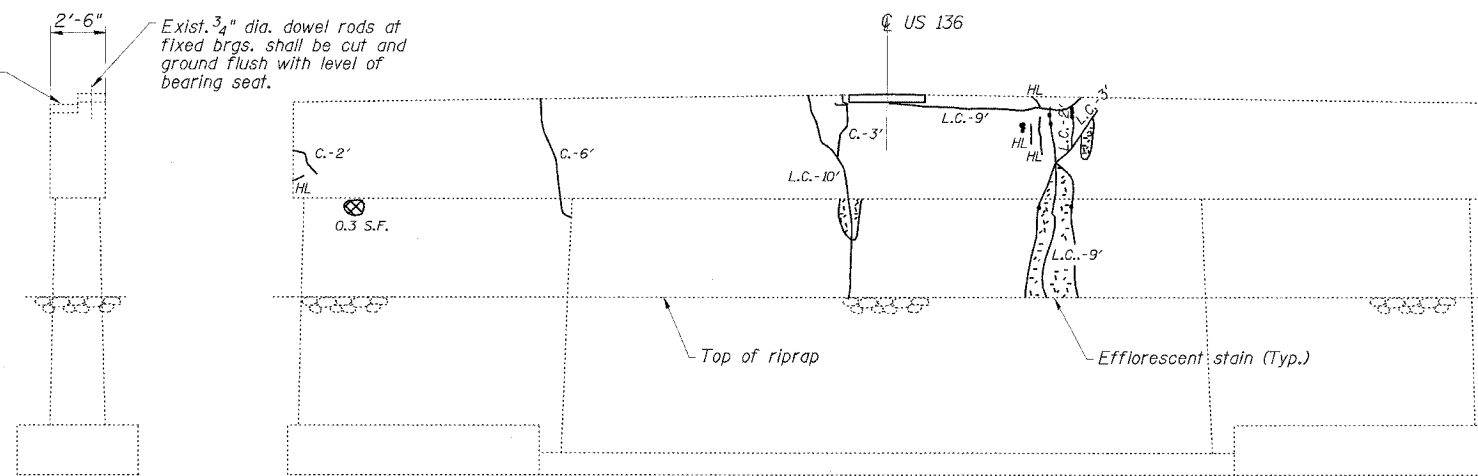 2'-6"
Exist. 3/4" dia. dowel rods at
fixed brgs. shall be cut and
ground flush with level of
bearing seat.
℄ US 136
HL
L.C.-9'
L.C.-2'
L.C.-3'
C.-3'
HL
HL
C.-2'
C.-6'
HL
L.C.-10'
0.3 S.F.
L.C..-9'
Top of riprap
Efflorescent stain (Typ.)